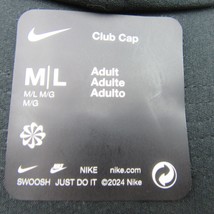 Club Cap
M|L
M/L M/G
M/G
Adult
Adulte
Adulto
NIKE nike.com
SWOOSH JUST DO IT ©2024 Nike